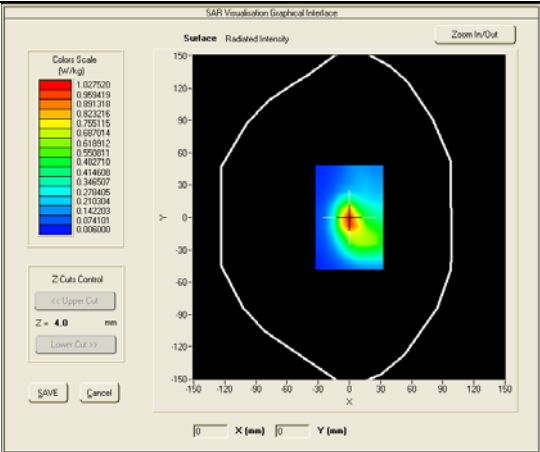 SAR Visualisation Graphical Interface
Surface Radiated Intensity
Zoom In/Out
Colors Scale
(W/kg)
1.027520
0.959419
0.891318
0.823216
0.755115
0.687014
0.618912
0.550811
0.482710
0.414608
0.346507
0.278405
0.210304
0.142203
0.074101
0.006000
Z-Cuts Control
<< Upper Cut
Z = 4.0 mm
Lower Cut >>
SAVE Cancel
150-
120-
90-
60-
30-
0-
-30-
-60-
-90-
-120-
-150-
Y
-150 -120 -90 -60 -30 0 30 60 90 120 150
X
0 X (mm) 0 Y (mm)